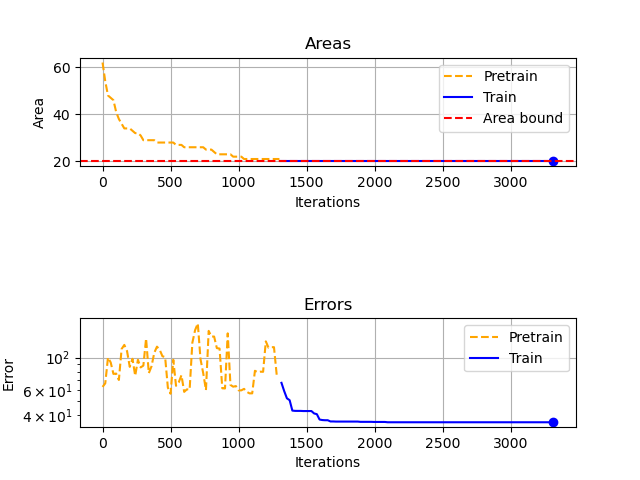 Areas
60
40
20
Area
Pretrain
Train
Area bound
0 500 1000 1500 2000 2500 3000
Iterations
Errors
10²
6 × 10¹
4 × 10¹
Error
Pretrain
Train
0 500 1000 1500 2000 2500 3000
Iterations